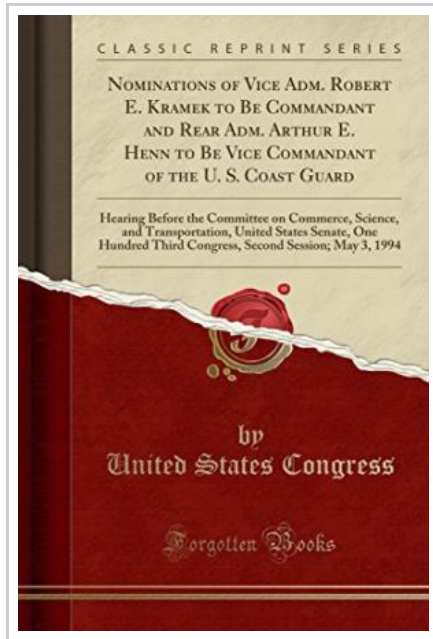 CLASSIC REPRINT SERIES
NOMINATIONS OF VICE ADM. ROBERT
E. KRAMEK TO BE COMMANDANT
AND REAR ADM. ARTHUR E.
HENN TO BE VICE COMMANDANT
OF THE U. S. COAST GUARD
Hearing Before the Committee on Commerce, Science,
and Transportation, United States Senate, One
Hundred Third Congress, Second Session; May 3, 1994
by
United States Congress
Forgotten Books